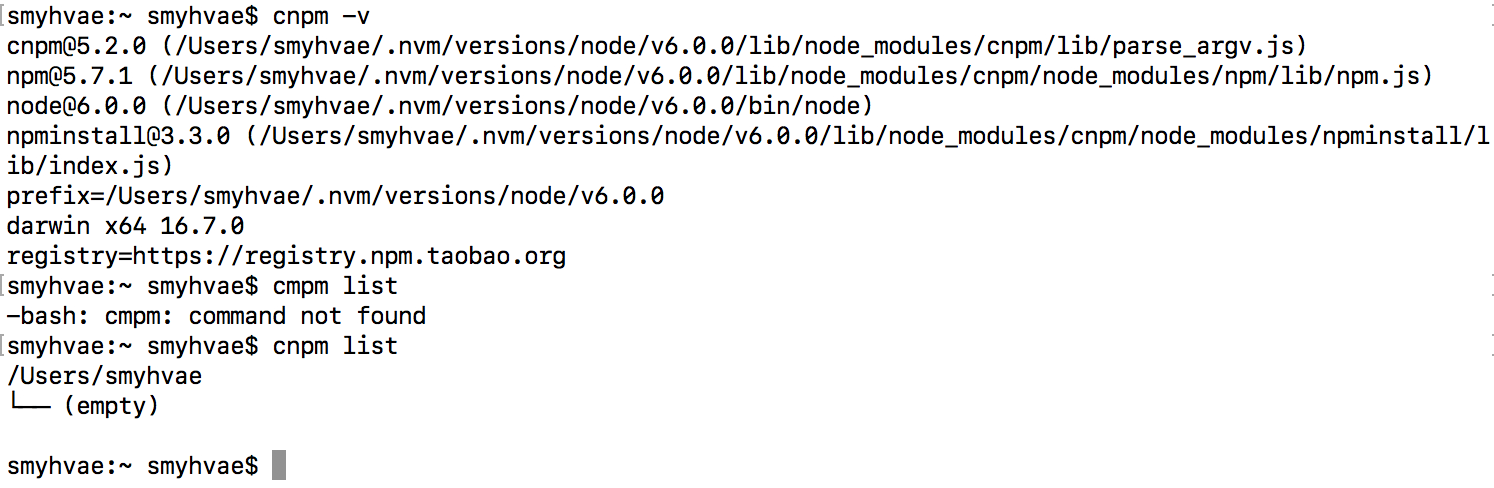 smyhvae:~ smyhvae$ cnpm -v
cnpm@5.2.0 (/Users/smyhvae/.nvm/versions/node/v6.0.0/lib/node_modules/cnpm/lib/parse_argv.js)
npm@5.7.1 (/Users/smyhvae/.nvm/versions/node/v6.0.0/lib/node_modules/cnpm/node_modules/npm/lib/npm.js)
node@6.0.0 (/Users/smyhvae/.nvm/versions/node/v6.0.0/bin/node)
npminstall@3.3.0 (/Users/smyhvae/.nvm/versions/node/v6.0.0/lib/node_modules/cnpm/node_modules/npminstall/l
ib/index.js)
prefix=/Users/smyhvae/.nvm/versions/node/v6.0.0
darwin x64 16.7.0
registry=https://registry.npm.taobao.org
smyhvae:~ smyhvae$ cmpm list
-bash: cmpm: command not found
smyhvae:~ smyhvae$ cnpm list
/Users/smyhvae
└── (empty)
smyhvae:~ smyhvae$